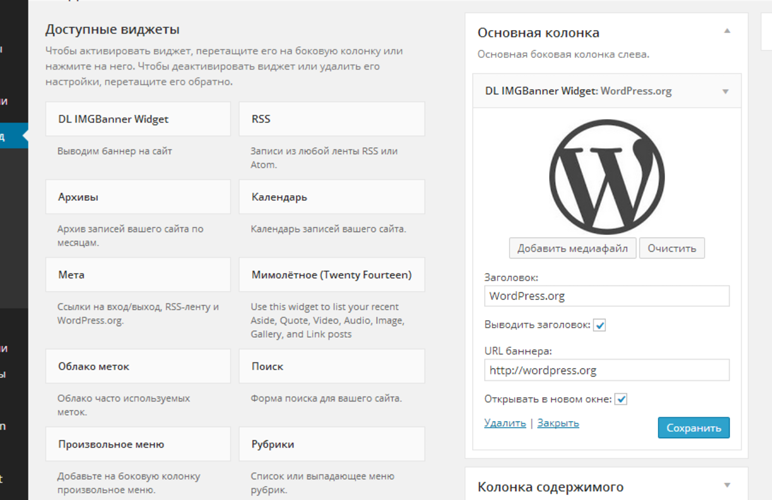 Доступные виджеты
Чтобы активировать виджет, перетащите его на боковую колонку или
нажмите на него. Чтобы деактивировать виджет или удалить его
настройки, перетащите его обратно.
DL IMGBanner Widget
RSS
Выводим баннер на сайт
Записи из любой ленты RSS или
Atom.
Архивы
Календарь
Архив записей вашего сайта по
месяцам.
Календарь записей вашего сайта.
Мета
Мимолётное (Twenty Fourteen)
Ссылки на вход/выход, RSS-ленту и
WordPress.org.
Use this widget to list your recent
Aside, Quote, Video, Audio, Image,
Gallery, and Link posts
Облако меток
Поиск
Облако часто используемых
меток.
Форма поиска для вашего сайта.
Произвольное меню
Рубрики
Добавьте на боковую колонку
произвольное меню.
Список или выпадающее меню
рубрик.
Основная колонка
Основная боковая колонка слева.
DL IMGBanner Widget: WordPress.org
Добавить медиафайл
Очистить
Заголовок:
WordPress.org
Выводить заголовок:
URL баннера:
http://wordpress.org
Открывать в новом окне:
Удалить | Закрыть
Сохранить
Колонка содержимого